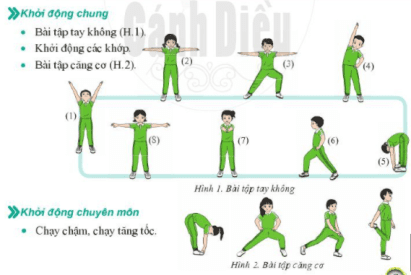 Cánh Diều
Khởi động chung
• Bài tập tay không (H.1).
• Khởi động các khớp.
• Bài tập căng cơ (H.2).
(1)
(2)
(3)
(4)
(8)
(7)
(6)
(5)
Hình 1. Bài tập tay không
Khởi động chuyên môn
• Chạy chậm, chạy tăng tốc.
Hình 2. Bài tập căng cơ